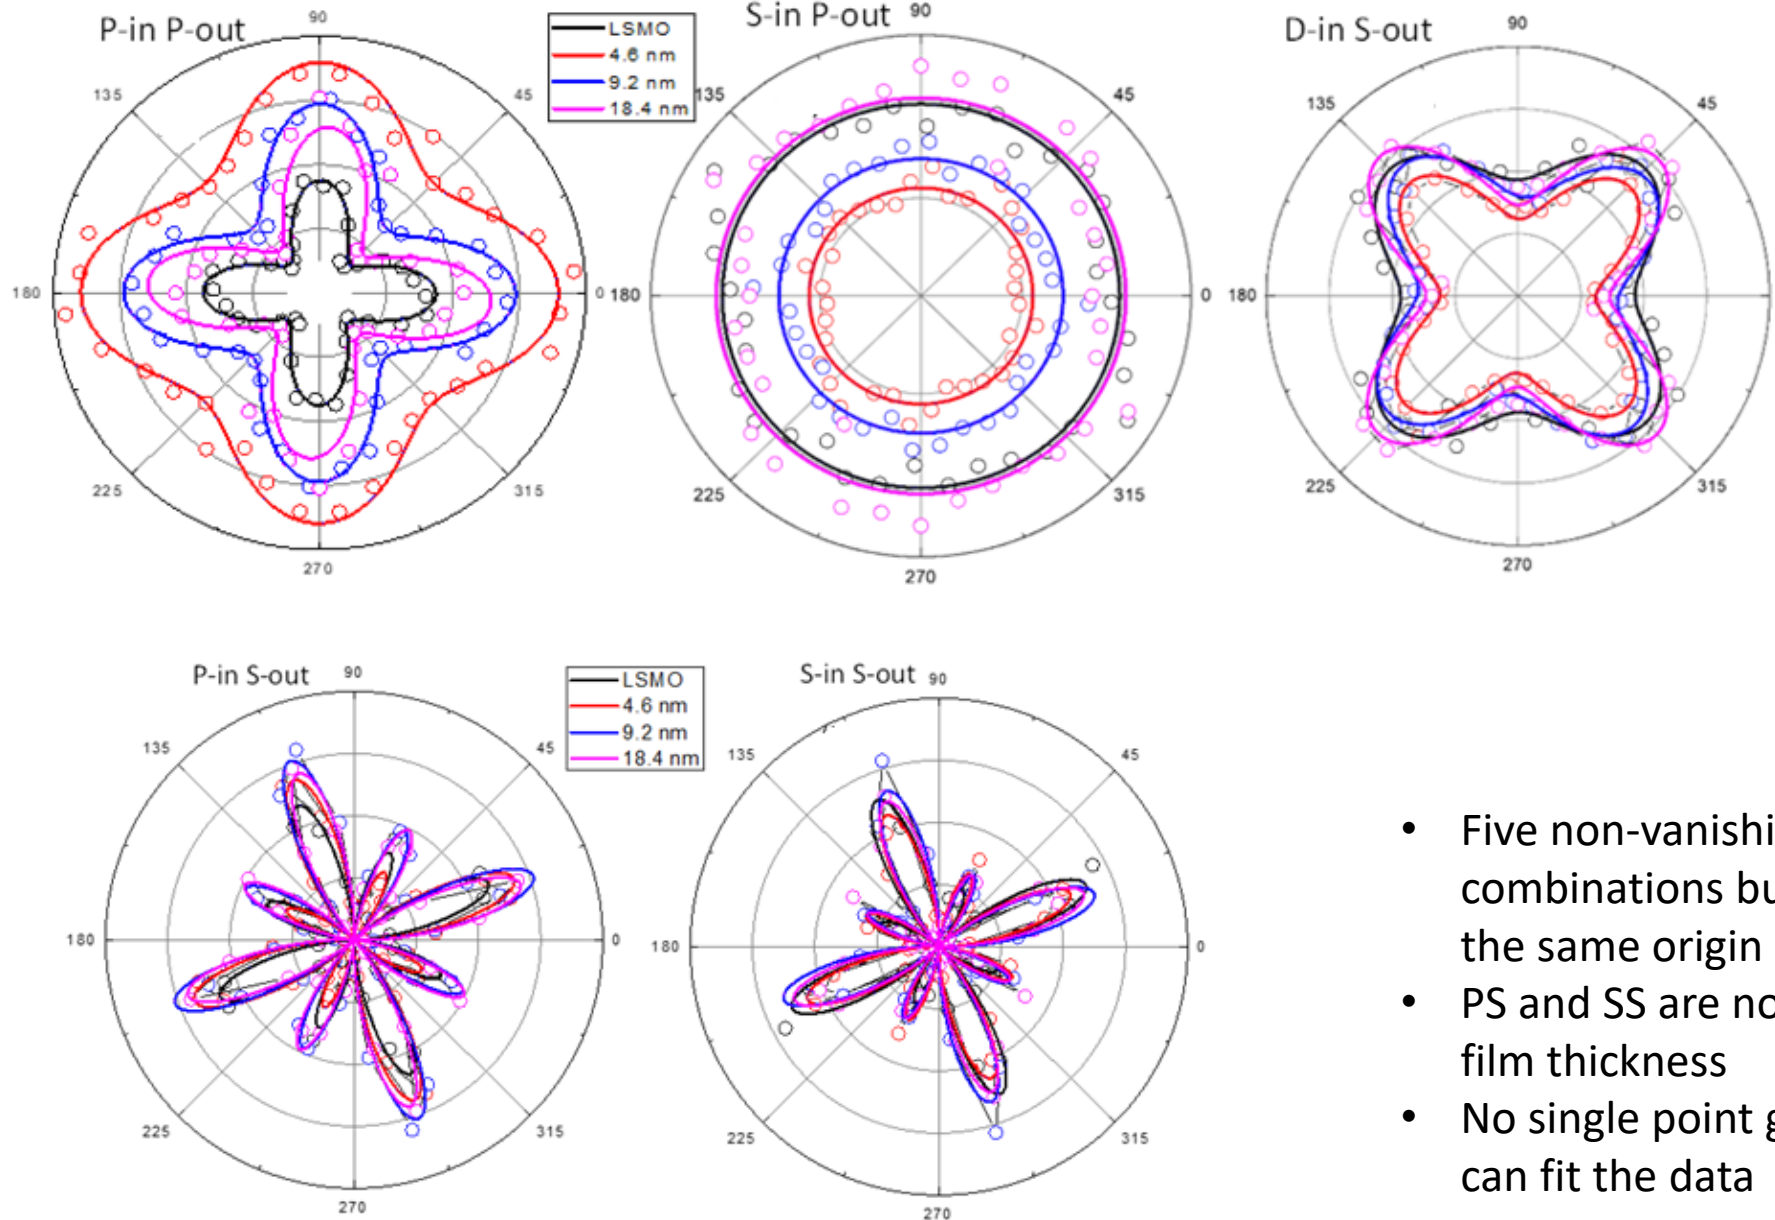 P-in P-out
90
45
0
315
270
225
180
135
LSMO
4.6 nm
9.2 nm
18.4 nm
S-in P-out
90
45
0
315
270
225
180
135
D-in S-out
90
45
315
270
225
180
135
P-in S-out
90
45
0
315
270
225
180
135
LSMO
4.6 nm
9.2 nm
18.4 nm
S-in S-out
90
45
0
315
270
225
180
135
• Five non-vanishi
combinations bu
the same origin
• PS and SS are no
film thickness
• No single point g
can fit the data